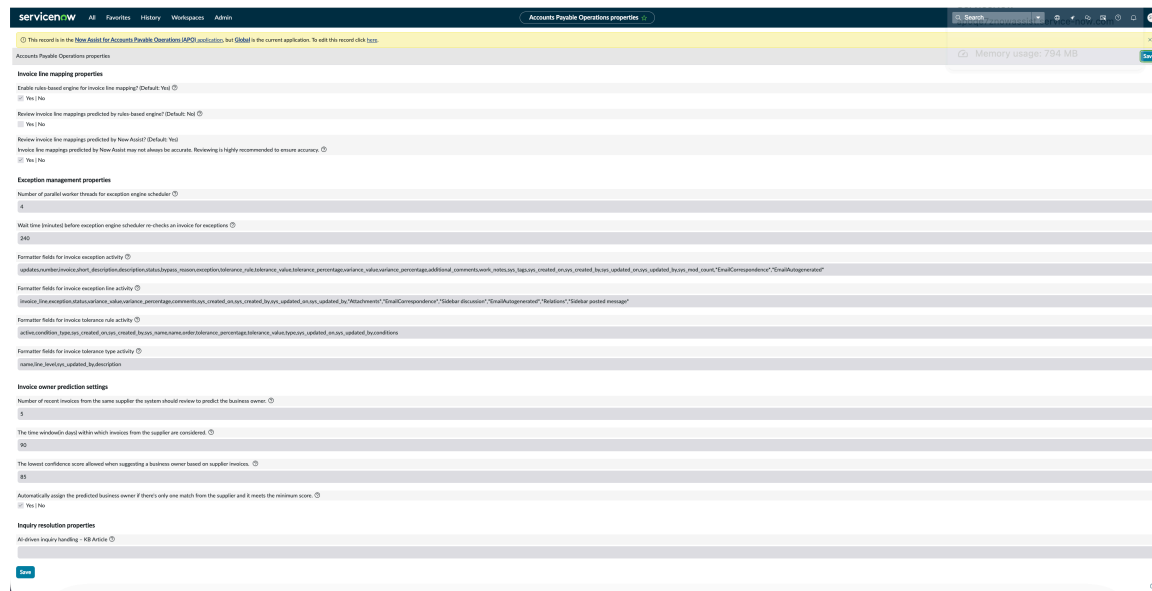 servicenow All Favorites History Workspaces Admin Accounts Payable Operations properties Search
This record is in the Now Assist for Accounts Payable Operations (APO) application, but Global is the current application. To edit this record click here.
Accounts Payable Operations properties
Memory usage: 794 MB
Save
Invoice line mapping properties
Enable rules-based engine for invoice line mapping? (Default: Yes)
Yes | No
Review invoice line mappings predicted by rules-based engine? (Default: No)
Yes | No
Review invoice line mappings predicted by Now Assist? (Default: Yes)
Invoice line mappings predicted by Now Assist may not always be accurate. Reviewing is highly recommended to ensure accuracy.
Yes | No
Exception management properties
Number of parallel worker threads for exception engine scheduler
4
Wait time (minutes) before exception engine scheduler re-checks an invoice for exceptions
240
Formatter fields for invoice exception activity
updates,number,invoice,short_description,description,status,bypass_reason,exception,tolerance_rule,tolerance_value,tolerance_percentage,variance_value,variance_percentage,additional_comments,work_notes,sys_tags,sys_created_on,sys_created_by,sys_updated_on,sys_updated_by,sys_mod_count,"EmailCorrespondence","EmailAutogenerated"
Formatter fields for invoice exception line activity
invoice_line,exception,status,variance_value,variance_percentage,comments,sys_created_on,sys_created_by,sys_updated_on,sys_updated_by,"Attachments","EmailCorrespondence","Sidebar discussion","EmailAutogenerated","Relations","Sidebar posted message"
Formatter fields for invoice tolerance rule activity
active,condition_type,sys_created_on,sys_created_by,sys_name,name,order,tolerance_percentage,tolerance_value,type,sys_updated_on,sys_updated_by,conditions
Formatter fields for invoice tolerance type activity
name,line_level,sys_updated_by,description
Invoice owner prediction settings
Number of recent invoices from the same supplier the system should review to predict the business owner.
5
The time window(in days) within which invoices from the supplier are considered.
90
The lowest confidence score allowed when suggesting a business owner based on supplier invoices.
85
Automatically assign the predicted business owner if there's only one match from the supplier and it meets the minimum score.
Yes | No
Inquiry resolution properties
AI-driven inquiry handling – KB Article
Save